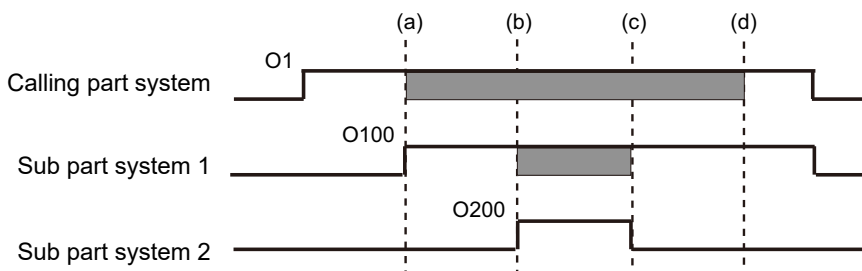 (a) (b) (c) (d)
O1
Calling part system
O100
Sub part system 1
O200
Sub part system 2